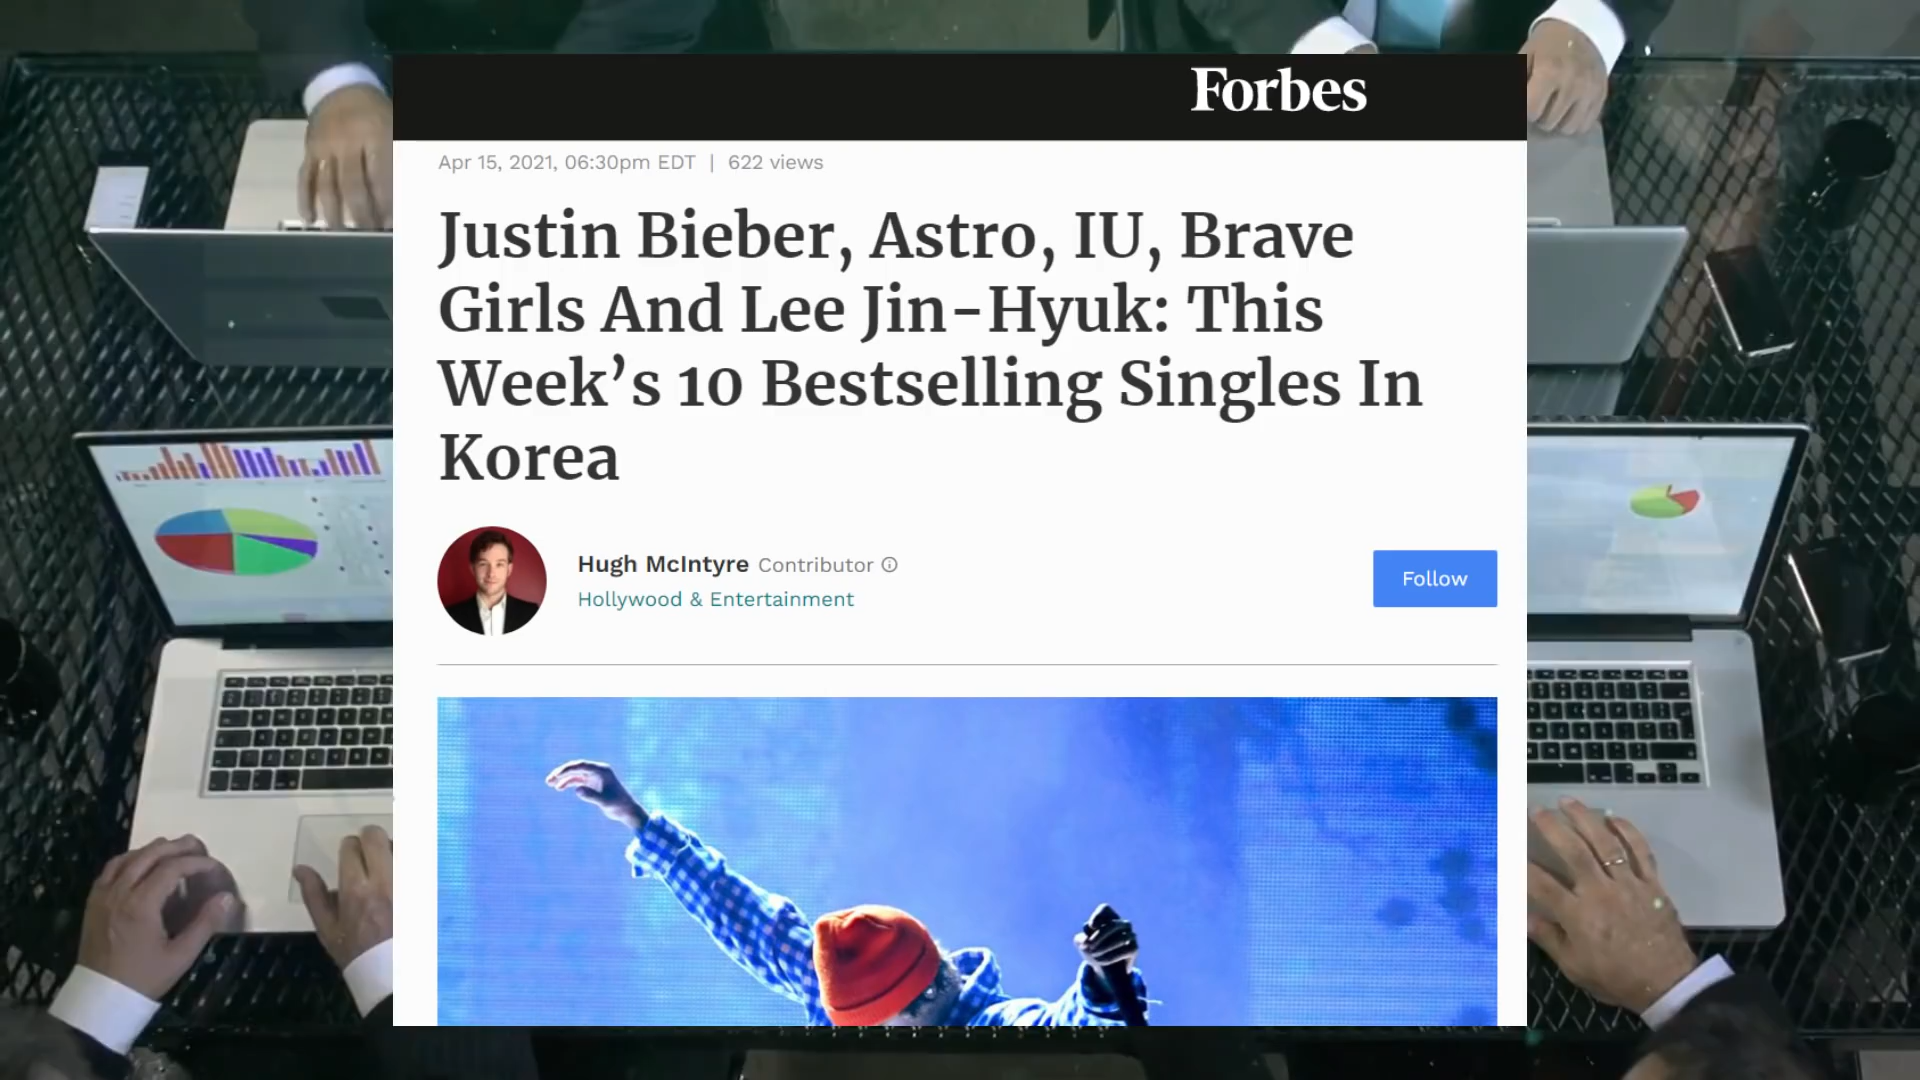 Forbes
Apr 15, 2021, 06:30pm EDT | 622 views
Justin Bieber, Astro, IU, Brave
Girls And Lee Jin-Hyuk: This
Week’s 10 Bestselling Singles In
Korea
Hugh McIntyre Contributor
Hollywood & Entertainment
Follow